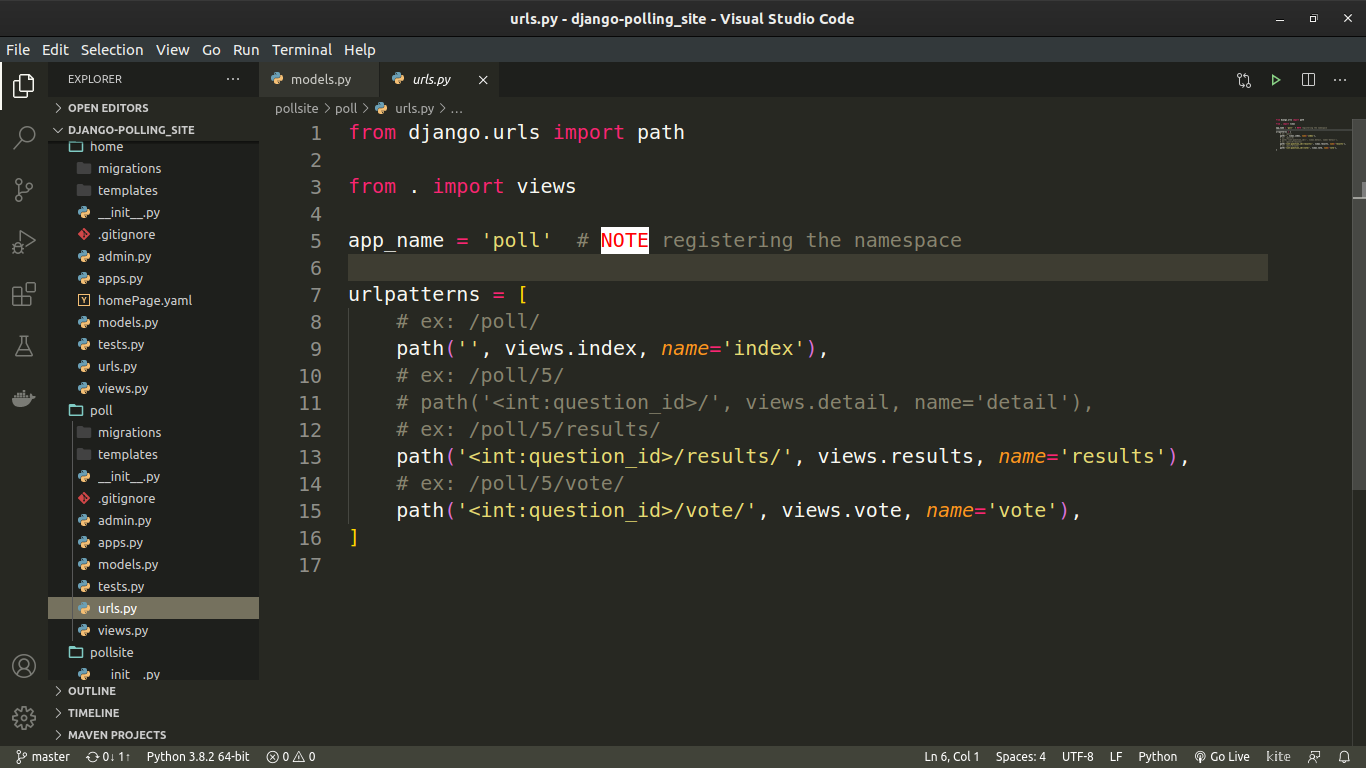 urls.py - django-polling_site - Visual Studio Code
File Edit Selection View Go Run Terminal Help
EXPLORER
OPEN EDITORS
DJANGO-POLLING_SITE
home
migrations
templates
__init__.py
.gitignore
admin.py
apps.py
homePage.yaml
models.py
tests.py
urls.py
views.py
poll
migrations
templates
__init__.py
.gitignore
admin.py
apps.py
models.py
tests.py
urls.py
views.py
pollsite
__init__.py
OUTLINE
TIMELINE
MAVEN PROJECTS
models.py urls.py
pollsite > poll > urls.py > ...
1 from django.urls import path
2
3 from . import views
4
5 app_name = 'poll'  # NOTE registering the namespace
6
7 urlpatterns = [
8     # ex: /poll/
9     path('', views.index, name='index'),
10     # ex: /poll/5/
11     # path('<int:question_id>/', views.detail, name='detail'),
12     # ex: /poll/5/results/
13     path('<int:question_id>/results/', views.results, name='results'),
14     # ex: /poll/5/vote/
15     path('<int:question_id>/vote/', views.vote, name='vote'),
16 ]
17
master 0↓ 1↑ Python 3.8.2 64-bit 0 0 Ln 6, Col 1 Spaces: 4 UTF-8 LF Python Go Live kite